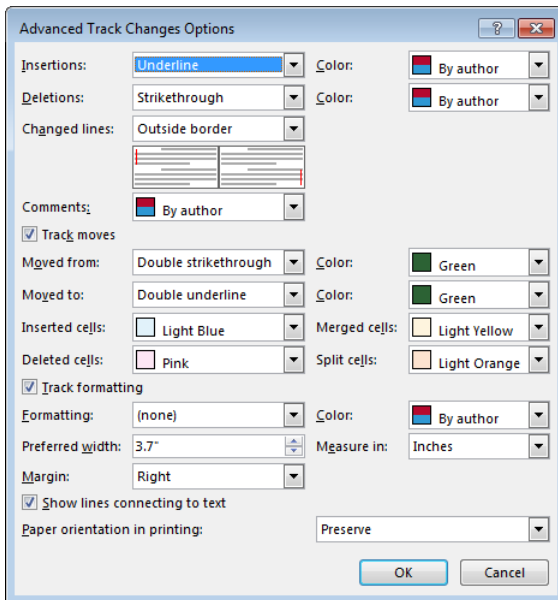 Advanced Track Changes Options
Insertions: Underline Color: By author
Deletions: Strikethrough Color: By author
Changed lines: Outside border
Comments: By author
Track moves
Moved from: Double strikethrough Color: Green
Moved to: Double underline Color: Green
Inserted cells: Light Blue Merged cells: Light Yellow
Deleted cells: Pink Split cells: Light Orange
Track formatting
Formatting: (none) Color: By author
Preferred width: 3.7" Measure in: Inches
Margin: Right
Show lines connecting to text
Paper orientation in printing: Preserve
OK Cancel